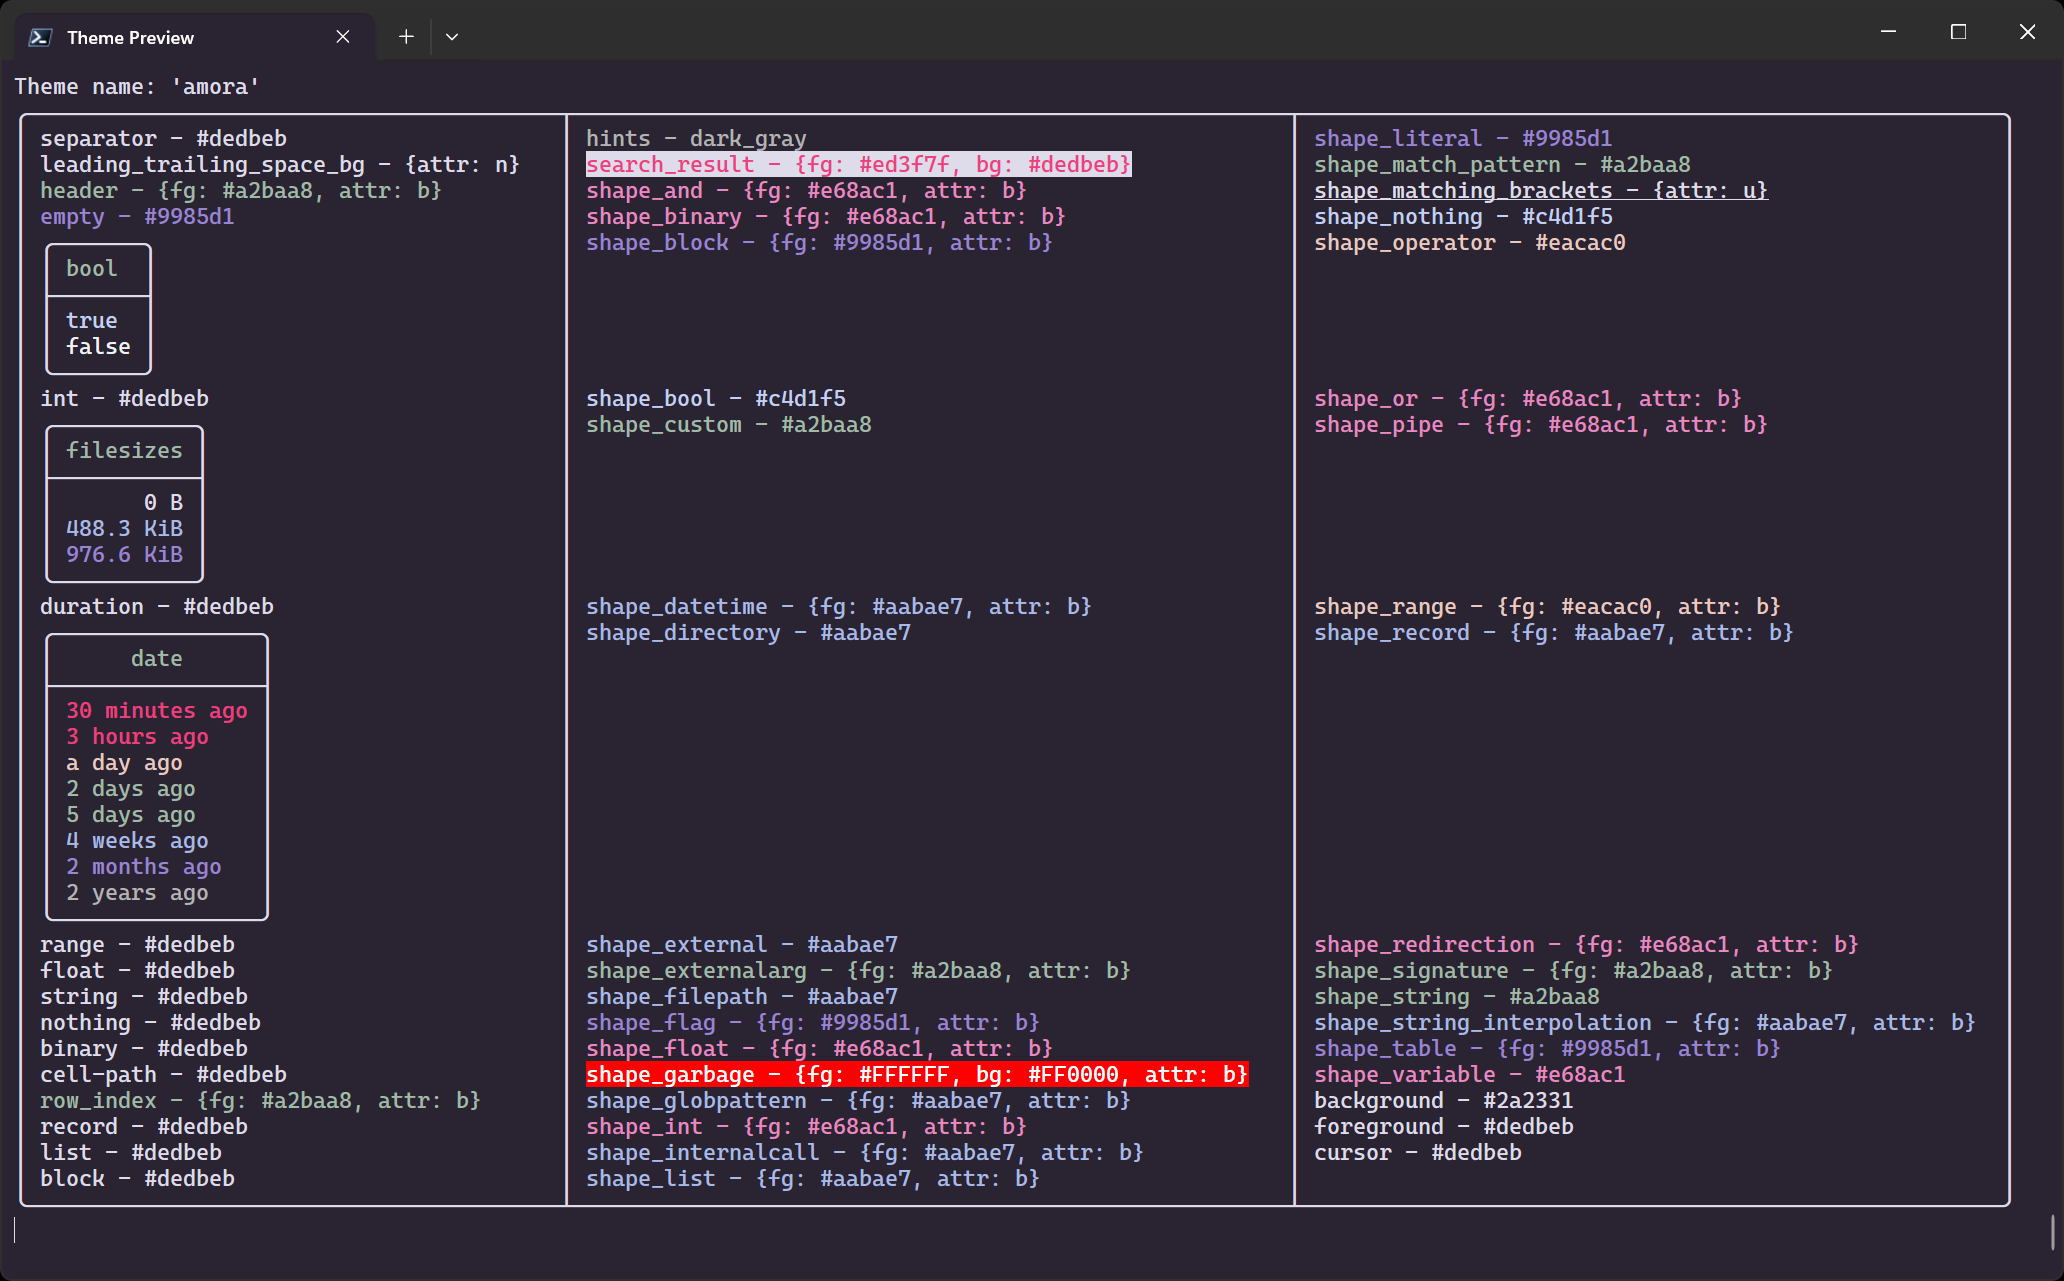 Theme Preview
Theme name: 'amora'
separator - #dedbeb
leading_trailing_space_bg - {attr: n}
header - {fg: #a2baa8, attr: b}
empty - #9985d1
bool
true
false
int - #dedbeb
filesizes
0 B
488.3 KiB
976.6 KiB
duration - #dedbeb
date
30 minutes ago
3 hours ago
a day ago
2 days ago
5 days ago
4 weeks ago
2 months ago
2 years ago
range - #dedbeb
float - #dedbeb
string - #dedbeb
nothing - #dedbeb
binary - #dedbeb
cell-path - #dedbeb
row_index - {fg: #a2baa8, attr: b}
record - #dedbeb
list - #dedbeb
block - #dedbeb
hints - dark_gray
search_result - {fg: #ed3f7f, bg: #dedbeb}
shape_and - {fg: #e68ac1, attr: b}
shape_binary - {fg: #e68ac1, attr: b}
shape_block - {fg: #9985d1, attr: b}
shape_bool - #c4d1f5
shape_custom - #a2baa8
shape_datetime - {fg: #aabae7, attr: b}
shape_directory - #aabae7
shape_external - #aabae7
shape_externalarg - {fg: #a2baa8, attr: b}
shape_filepath - #aabae7
shape_flag - {fg: #9985d1, attr: b}
shape_float - {fg: #e68ac1, attr: b}
shape_garbage - {fg: #FFFFFF, bg: #FF0000, attr: b}
shape_globpattern - {fg: #aabae7, attr: b}
shape_int - {fg: #e68ac1, attr: b}
shape_internalcall - {fg: #aabae7, attr: b}
shape_list - {fg: #aabae7, attr: b}
shape_literal - #9985d1
shape_match_pattern - #a2baa8
shape_matching_brackets - {attr: u}
shape_nothing - #c4d1f5
shape_operator - #eacac0
shape_or - {fg: #e68ac1, attr: b}
shape_pipe - {fg: #e68ac1, attr: b}
shape_range - {fg: #eacac0, attr: b}
shape_record - {fg: #aabae7, attr: b}
shape_redirection - {fg: #e68ac1, attr: b}
shape_signature - {fg: #a2baa8, attr: b}
shape_string - #a2baa8
shape_string_interpolation - {fg: #aabae7, attr: b}
shape_table - {fg: #9985d1, attr: b}
shape_variable - #e68ac1
background - #2a2331
foreground - #dedbeb
cursor - #dedbeb